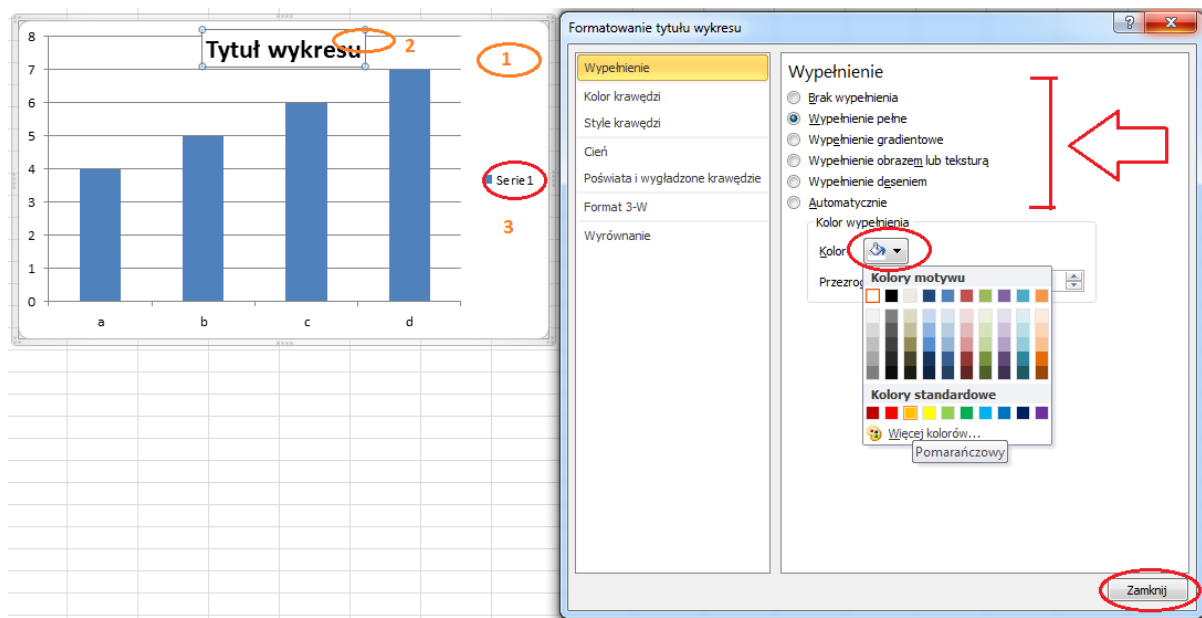 Tytuł wykresu
2
1
8
7
6
5
4
3
2
1
0
a b c d
Serie1
3
Formatowanie tytułu wykresu
Wypełnienie
Kolor krawędzi
Style krawędzi
Cień
Poświata i wygładzone krawędzie
Format 3-W
Wyrównanie
Wypełnienie
Brak wypełnienia
Wypełnienie pełne
Wypełnienie gradientowe
Wypełnienie obrazem lub teksturą
Wypełnienie deseniem
Automatycznie
Kolor wypełnienia
Kolor
Kolory motywu
Kolory standardowe
Więcej kolorów...
Pomarańczowy
Zamknij